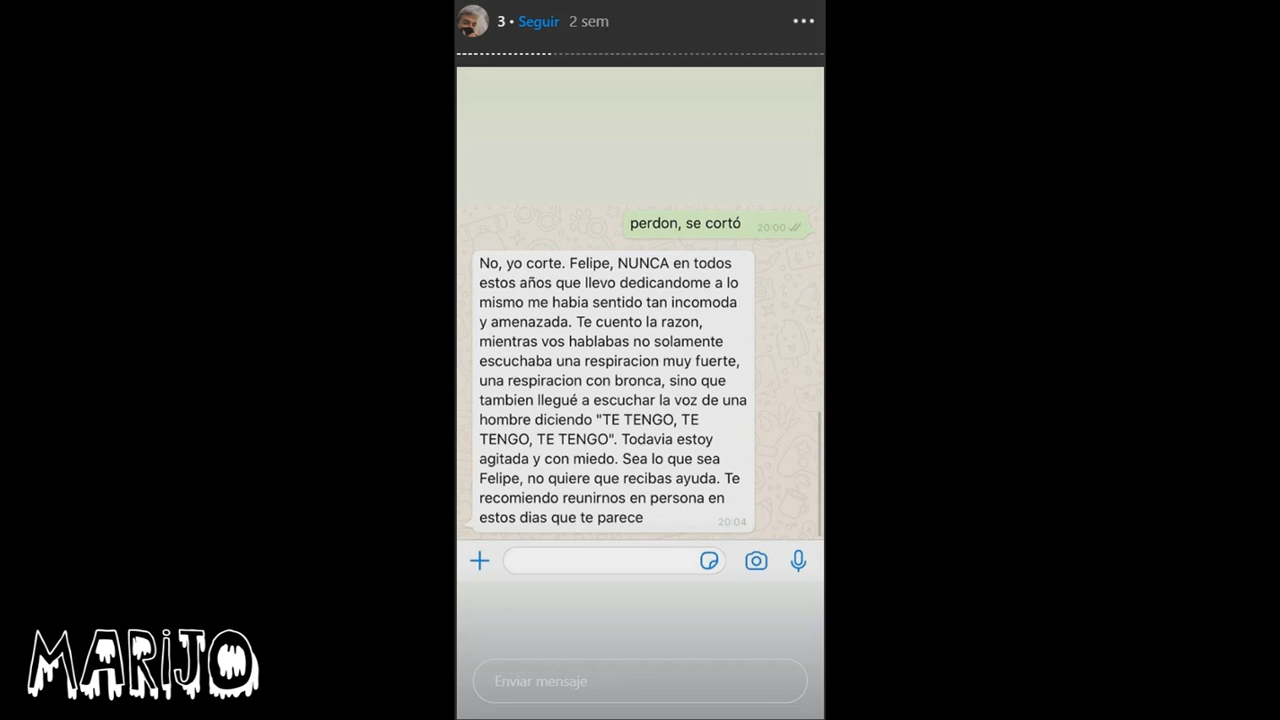 3 • Seguir 2 sem
perdon, se cortó 20:00
No, yo corte. Felipe, NUNCA en todos
estos años que llevo dedicandome a lo
mismo me habia sentido tan incomoda
y amenazada. Te cuento la razon,
mientras vos hablabas no solamente
escuchaba una respiracion muy fuerte,
una respiracion con bronca, sino que
tambien llegué a escuchar la voz de una
hombre diciendo "TE TENGO, TE
TENGO, TE TENGO". Todavia estoy
agitada y con miedo. Sea lo que sea
Felipe, no quiere que recibas ayuda. Te
recomiendo reunirnos en persona en
estos dias que te parece 20:04
Enviar mensaje
MARiJO